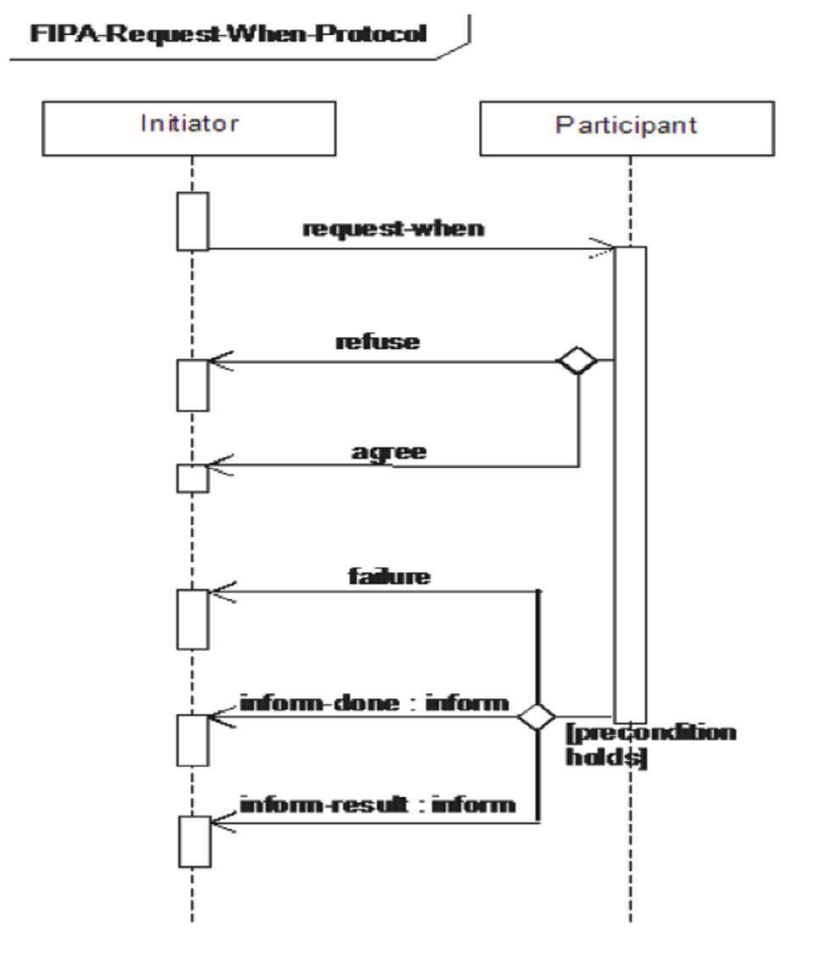 FIPA-Request-When-Protocol
Initiator
Participant
request-when
refuse
agree
failure
inform-done : inform
[precondition
holds]
inform-result : inform